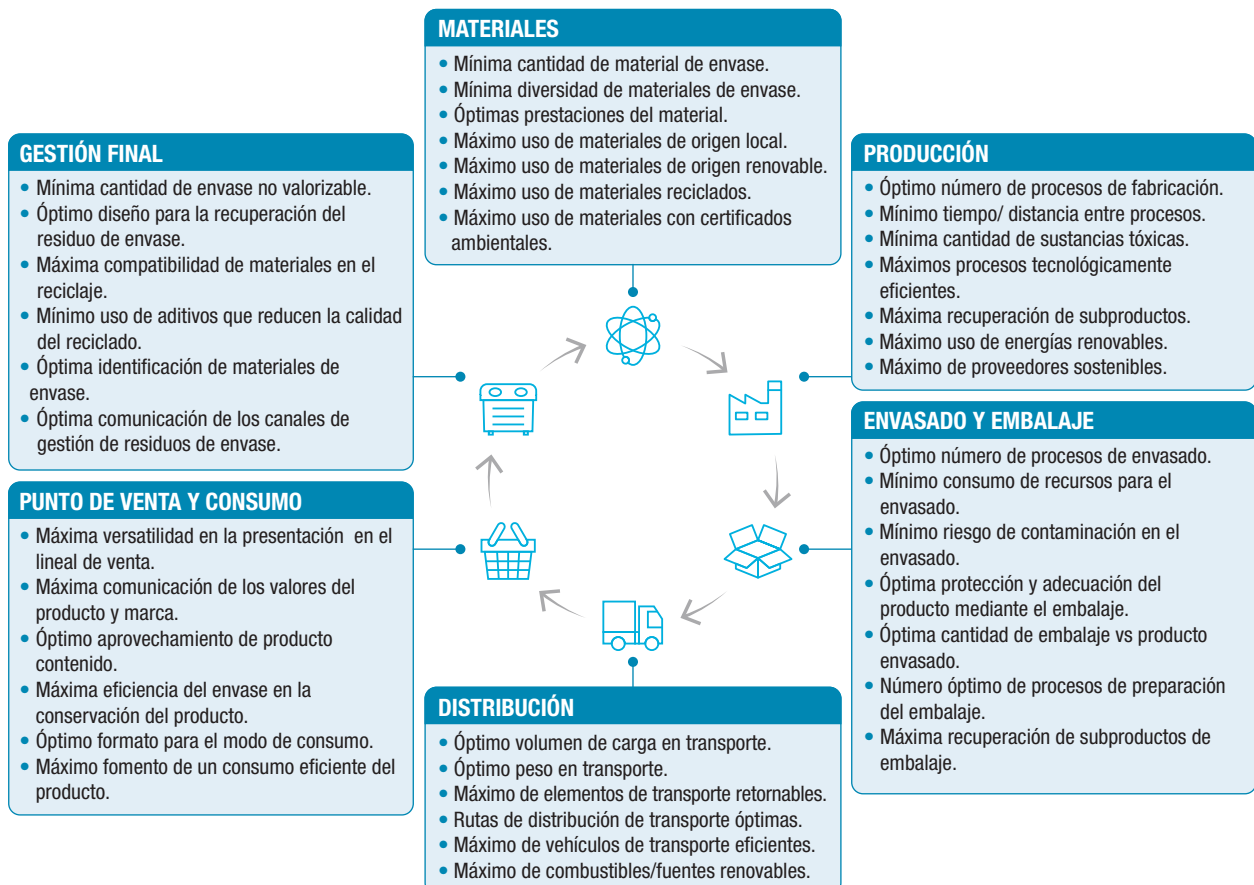 MATERIALES
• Mínima cantidad de material de envase.
• Mínima diversidad de materiales de envase.
• Óptimas prestaciones del material.
• Máximo uso de materiales de origen local.
• Máximo uso de materiales de origen renovable.
• Máximo uso de materiales reciclados.
• Máximo uso de materiales con certificados
ambientales.
PRODUCCIÓN
• Óptimo número de procesos de fabricación.
• Mínimo tiempo/ distancia entre procesos.
• Mínima cantidad de sustancias tóxicas.
• Máximos procesos tecnológicamente
eficientes.
• Máxima recuperación de subproductos.
• Máximo uso de energías renovables.
• Máximo de proveedores sostenibles.
ENVASADO Y EMBALAJE
• Óptimo número de procesos de envasado.
• Mínimo consumo de recursos para el
envasado.
• Mínimo riesgo de contaminación en el
envasado.
• Óptima protección y adecuación del
producto mediante el embalaje.
• Óptima cantidad de embalaje vs producto
envasado.
• Número óptimo de procesos de preparación
del embalaje.
• Máxima recuperación de subproductos de
embalaje.
DISTRIBUCIÓN
• Óptimo volumen de carga en transporte.
• Óptimo peso en transporte.
• Máximo de elementos de transporte retornables.
• Rutas de distribución de transporte óptimas.
• Máximo de vehículos de transporte eficientes.
• Máximo de combustibles/fuentes renovables.
PUNTO DE VENTA Y CONSUMO
• Máxima versatilidad en la presentación en el
lineal de venta.
• Máxima comunicación de los valores del
producto y marca.
• Óptimo aprovechamiento de producto
contenido.
• Máxima eficiencia del envase en la
conservación del producto.
• Óptimo formato para el modo de consumo.
• Máximo fomento de un consumo eficiente del
producto.
GESTIÓN FINAL
• Mínima cantidad de envase no valorizable.
• Óptimo diseño para la recuperación del
residuo de envase.
• Máxima compatibilidad de materiales en el
reciclaje.
• Mínimo uso de aditivos que reducen la calidad
del reciclado.
• Óptima identificación de materiales de
envase.
• Óptima comunicación de los canales de
gestión de residuos de envase.